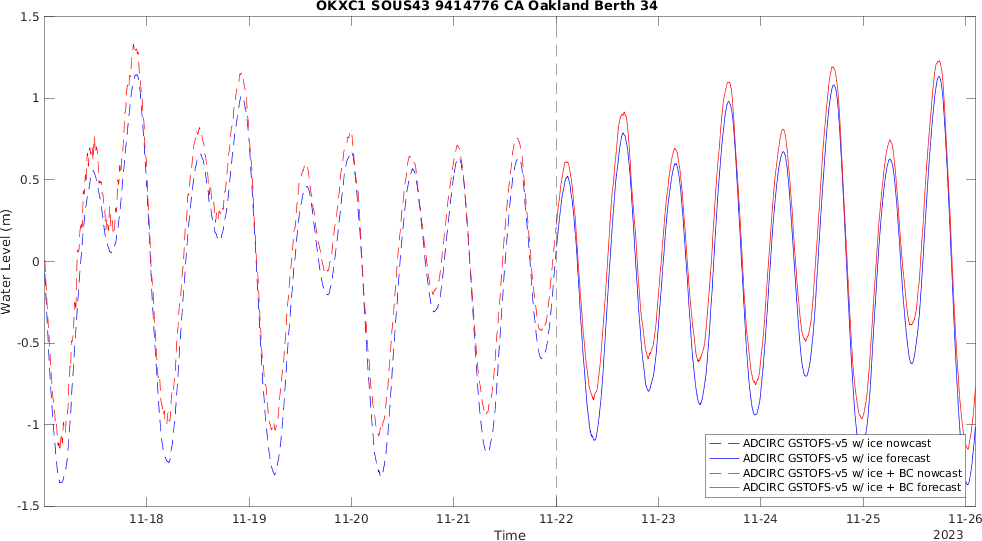 OKXC1 SOUS43 9414776 CA Oakland Berth 34
1.5
1
0.5
0
-0.5
-1
-1.5
Water Level (m)
11-18 11-19 11-20 11-21 11-22 11-23 11-24 11-25 11-26
Time
2023
ADCIRC GSTOFS-v5 w/ ice nowcast
ADCIRC GSTOFS-v5 w/ ice forecast
ADCIRC GSTOFS-v5 w/ ice + BC nowcast
ADCIRC GSTOFS-v5 w/ ice + BC forecast